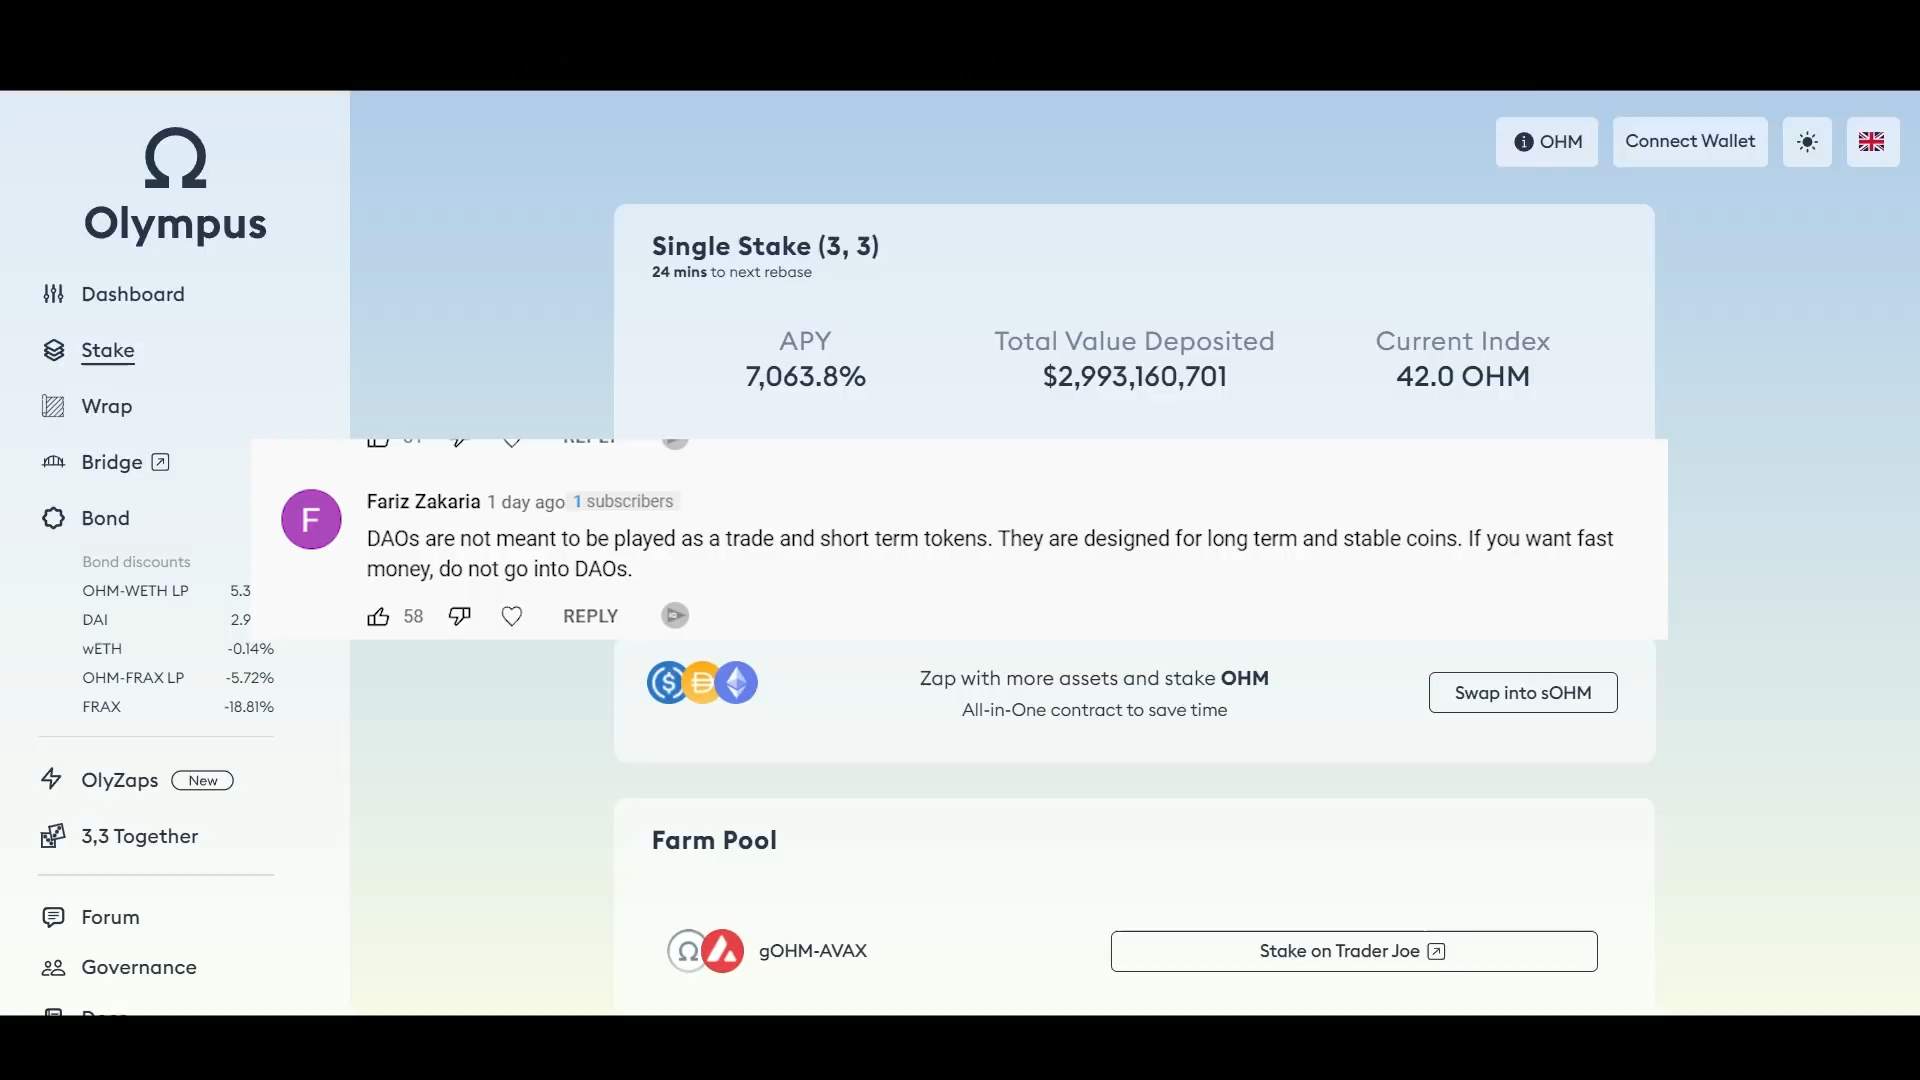 Olympus
Dashboard
Stake
Wrap
Bridge
Bond
Bond discounts
OHM-WETH LP 5.3
DAI 2.9
wETH -0.14%
OHM-FRAX LP -5.72%
FRAX -18.81%
OlyZaps New
3,3 Together
Forum
Governance
OHM
Connect Wallet
Single Stake (3, 3)
24 mins to next rebase
APY
7,063.8%
Total Value Deposited
$2,993,160,701
Current Index
42.0 OHM
REPLY
F
Fariz Zakaria 1 day ago 1 subscribers
DAOs are not meant to be played as a trade and short term tokens. They are designed for long term and stable coins. If you want fast
money, do not go into DAOs.
58 REPLY
Zap with more assets and stake OHM
All-in-One contract to save time
Swap into sOHM
Farm Pool
gOHM-AVAX
Stake on Trader Joe